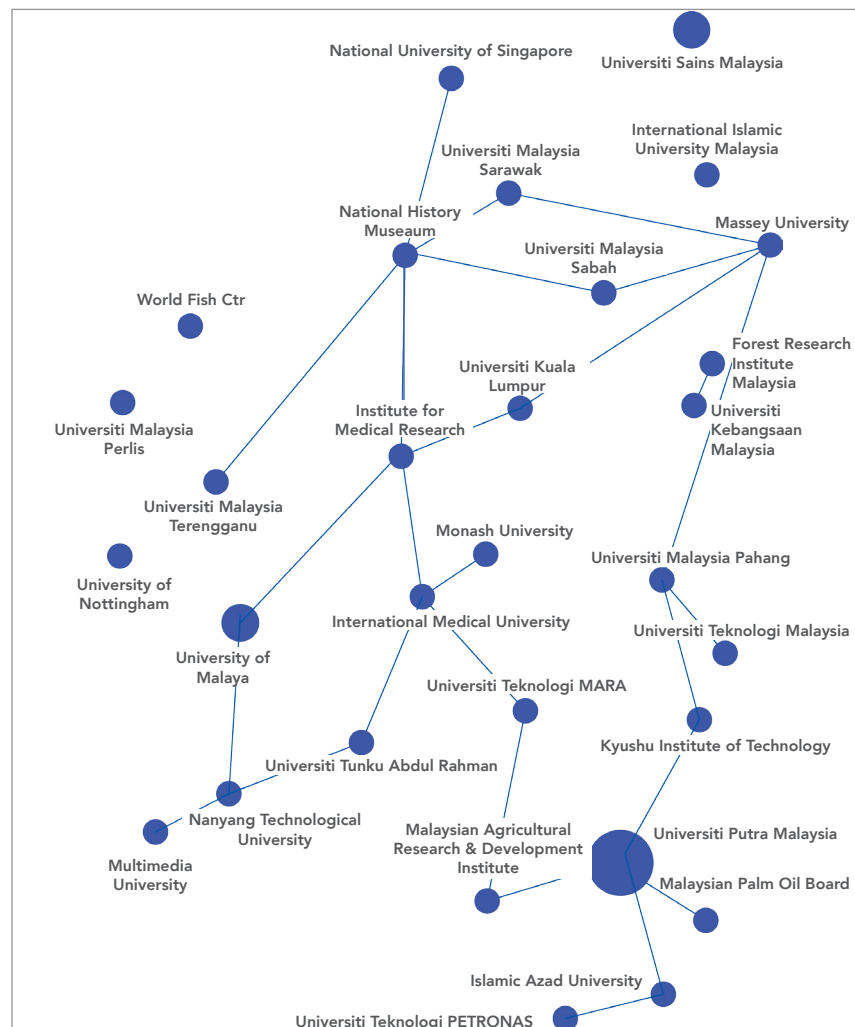 National University of Singapore
Universiti Sains Malaysia
International Islamic
University Malaysia
Universiti Malaysia
Sarawak
National History
Museaum
Massey University
Universiti Malaysia
Sabah
World Fish Ctr
Forest Research
Institute
Malaysia
Universiti Kuala
Lumpur
Universiti
Kebangsaan
Malaysia
Institute for
Medical Research
Universiti Malaysia
Perlis
Universiti Malaysia
Terengganu
Monash University
Universiti Malaysia Pahang
University of
Nottingham
International Medical University
Universiti Teknologi Malaysia
University of
Malaya
Universiti Teknologi MARA
Kyushu Institute of Technology
Universiti Tunku Abdul Rahman
Nanyang Technological
University
Malaysian Agricultural
Research & Development
Institute
Universiti Putra Malaysia
Multimedia
University
Malaysian Palm Oil Board
Islamic Azad University
Universiti Teknologi PETRONAS